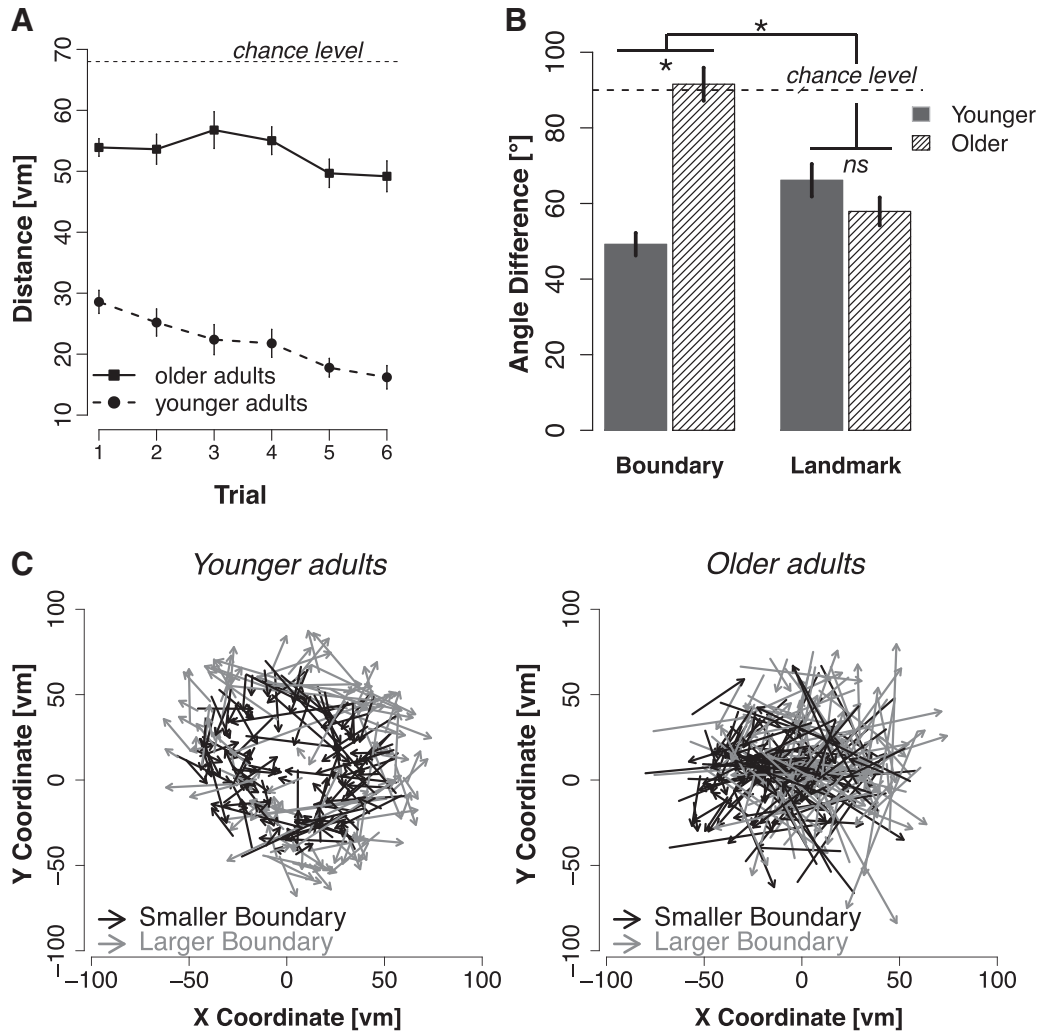 A
chance level
Distance [vm]
70
60
50
40
30
20
10
older adults
younger adults
1 2 3 4 5 6
Trial
B
*
*
chance level
ns
Younger
Older
Angle Difference [°]
100
80
60
40
20
0
Boundary Landmark
C
Younger adults
Y Coordinate [vm]
100
50
0
−50
−100
Smaller Boundary
Larger Boundary
−100 −50 0 50 100
X Coordinate [vm]
Older adults
Y Coordinate [vm]
100
50
0
−50
−100
Smaller Boundary
Larger Boundary
−100 −50 0 50 100
X Coordinate [vm]